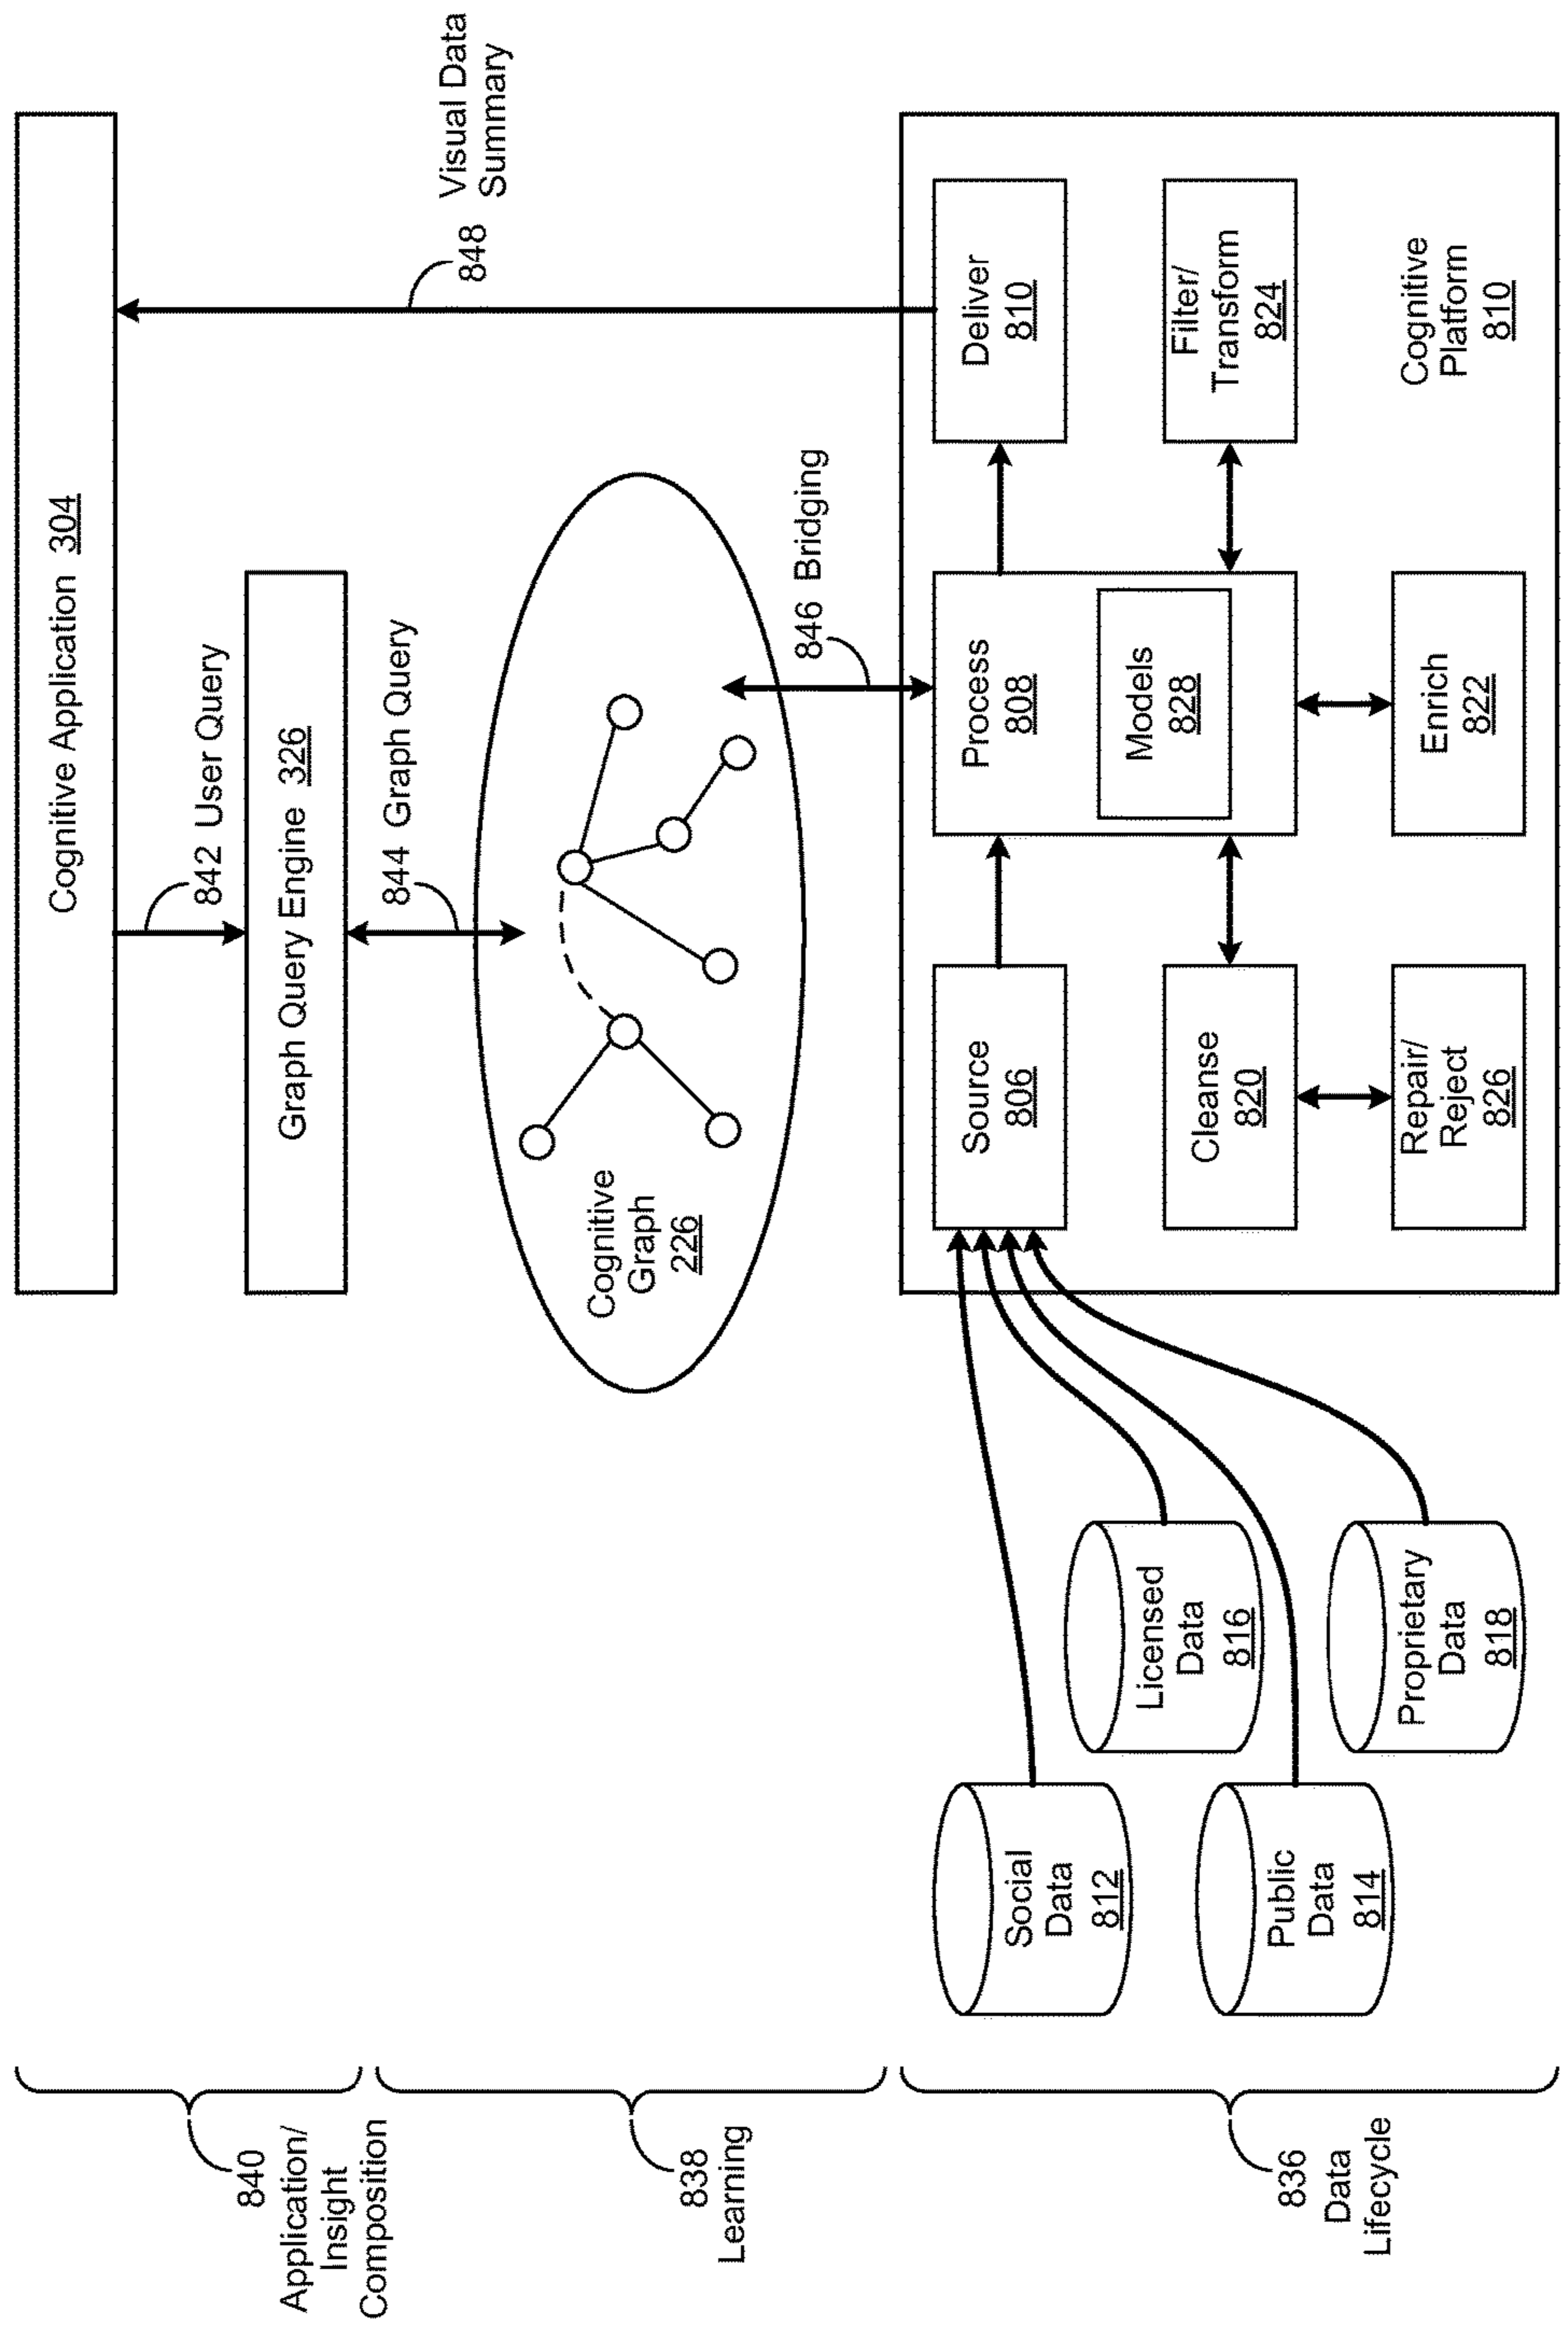 840
Application/
Insight
Composition
838
Learning
836
Data
Lifecycle
Cognitive Application 304
842 User Query
Graph Query Engine 326
844 Graph Query
Cognitive
Graph
226
846 Bridging
848
Visual Data
Summary
Social
Data
812
Licensed
Data
816
Public
Data
814
Proprietary
Data
818
Source
806
Process
808
Models
828
Deliver
810
Cleanse
820
Filter/
Transform
824
Repair/
Reject
826
Enrich
822
Cognitive
Platform
810